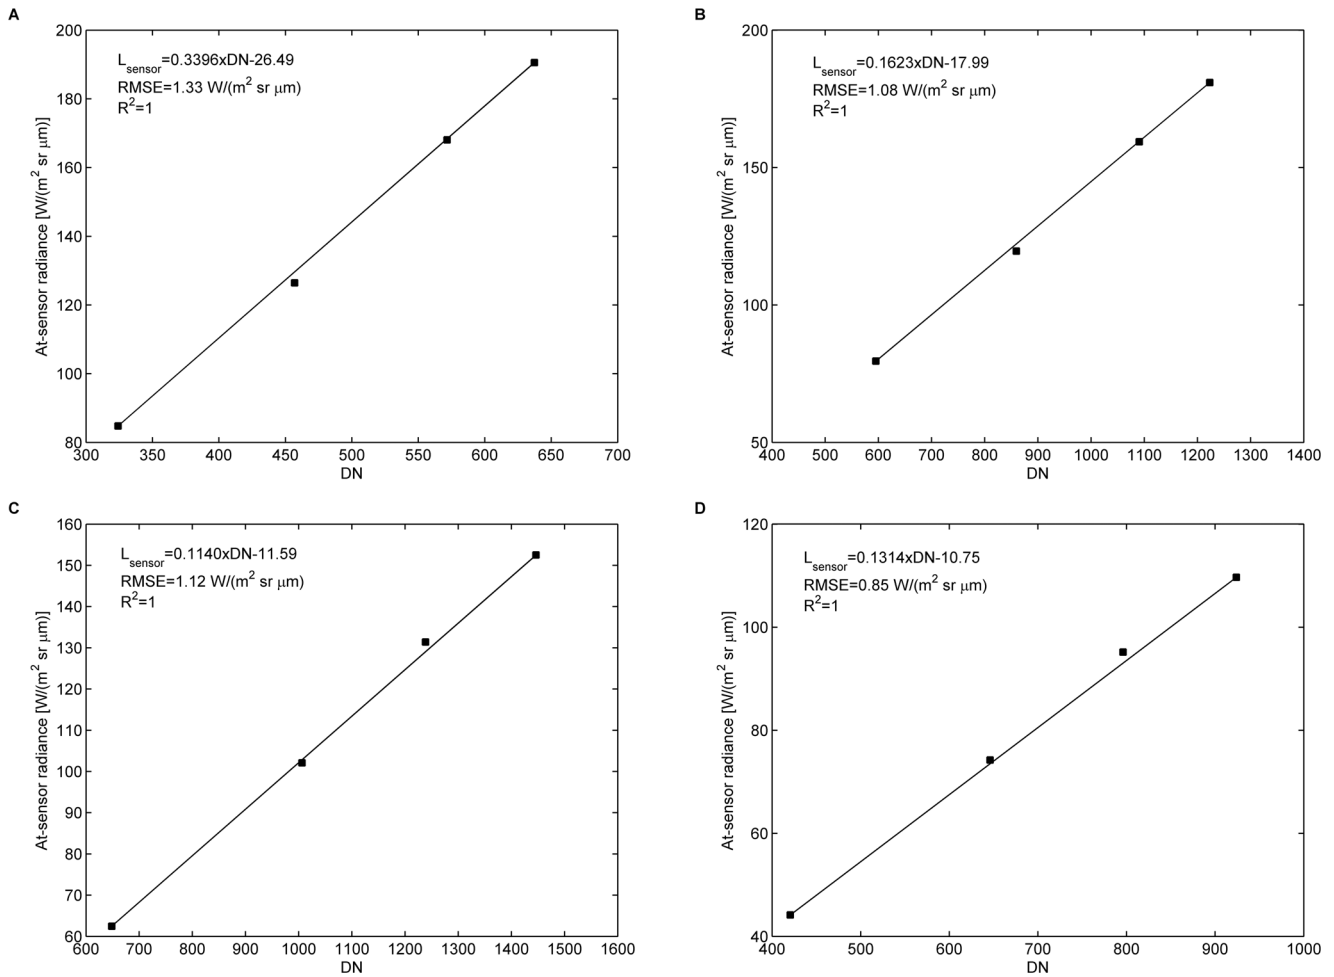 A
L_sensor=0.3396xDN-26.49
RMSE=1.33 W/(m² sr μm)
R²=1
At-sensor radiance [W/(m² sr μm)]
200
180
160
140
120
100
80
300 350 400 450 500 550 600 650 700
DN
B
L_sensor=0.1623xDN-17.99
RMSE=1.08 W/(m² sr μm)
R²=1
At-sensor radiance [W/(m² sr μm)]
200
150
100
50
400 500 600 700 800 900 1000 1100 1200 1300 1400
DN
C
L_sensor=0.1140xDN-11.59
RMSE=1.12 W/(m² sr μm)
R²=1
At-sensor radiance [W/(m² sr μm)]
160
150
140
130
120
110
100
90
80
70
60
600 700 800 900 1000 1100 1200 1300 1400 1500 1600
DN
D
L_sensor=0.1314xDN-10.75
RMSE=0.85 W/(m² sr μm)
R²=1
At-sensor radiance [W/(m² sr μm)]
120
100
80
60
40
400 500 600 700 800 900 1000
DN